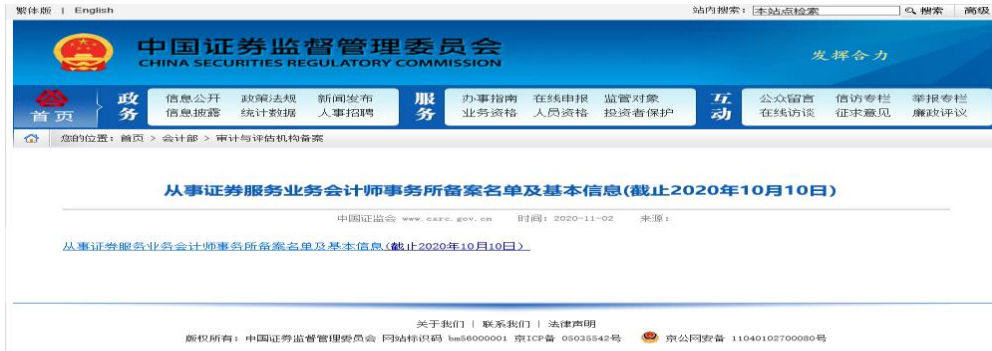 繁体版 | English 站内搜索: 本站点检索 搜索 高级
中国证券监督管理委员会
CHINA SECURITIES REGULATORY COMMISSION
发挥合力
首页 政务 信息公开 政策法规 新闻发布 服务 办事指南 在线申报 监管对象 互动 公众留言 信访专栏 举报专栏
信息披露 统计数据 人事招聘 业务资格 人员资格 投资者保护 在线访谈 征求意见 廉政评议
您的位置: 首页 > 会计部 > 审计与评估机构备案
从事证券服务业务会计师事务所备案名单及基本信息(截止2020年10月10日)
中国证监会 www.csrc.gov.cn 时间: 2020-11-02 来源:
从事证券服务业务会计师事务所备案名单及基本信息(截止2020年10月10日)
关于我们 | 联系我们 | 法律声明
版权所有: 中国证券监督管理委员会 网站标识码 bm56000001 京ICP备 05035542号 京公网安备 11040102700080号